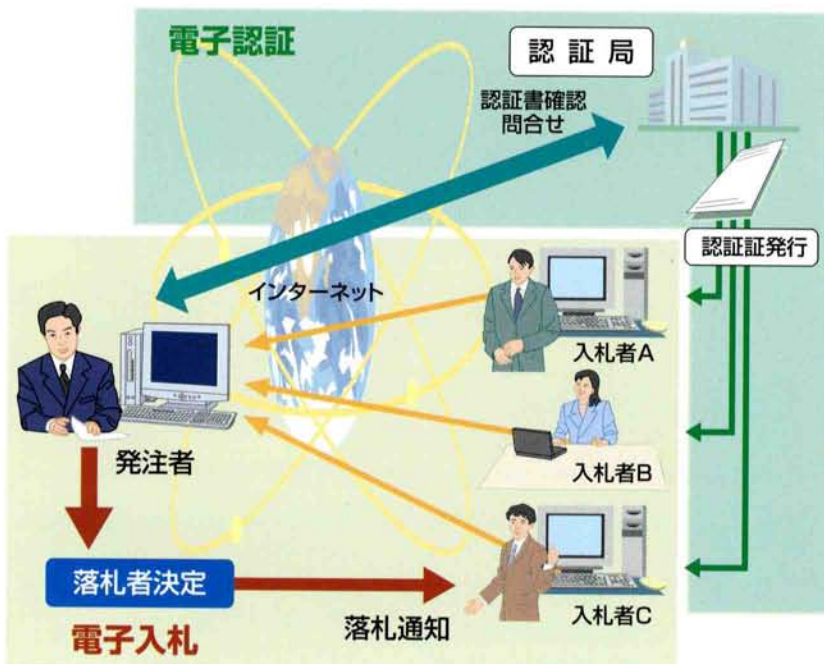 電子認証
認証局
認証書確認
問合せ
認証証発行
インターネット
入札者A
発注者
入札者B
落札者決定
落札通知
入札者C
電子入札